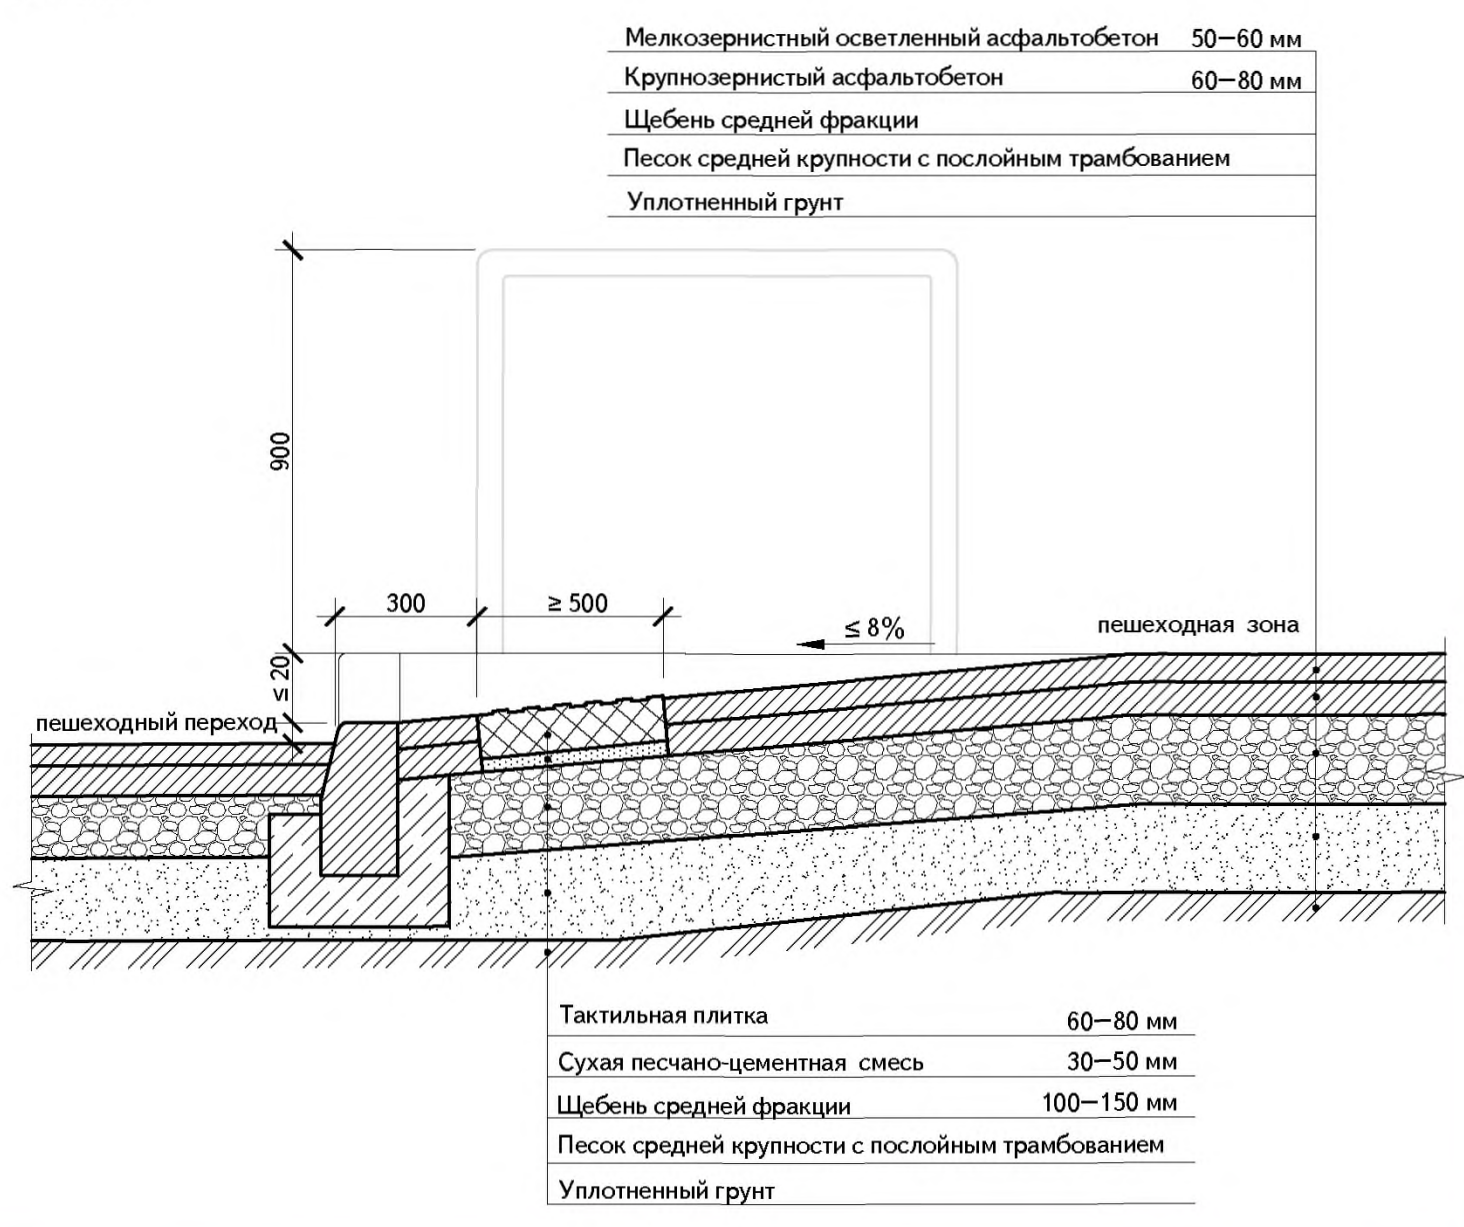 Мелкозернистный осветленный асфальтобетон 50—60 мм
Крупнозернистый асфальтобетон 60—80 мм
Щебень средней фракции
Песок средней крупности с послойным трамбованием
Уплотненный грунт
900
300
≥ 500
≤ 8%
пешеходная зона
≤ 20
пешеходный переход
Тактильная плитка 60—80 мм
Сухая песчано-цементная смесь 30—50 мм
Щебень средней фракции 100—150 мм
Песок средней крупности с послойным трамбованием
Уплотненный грунт